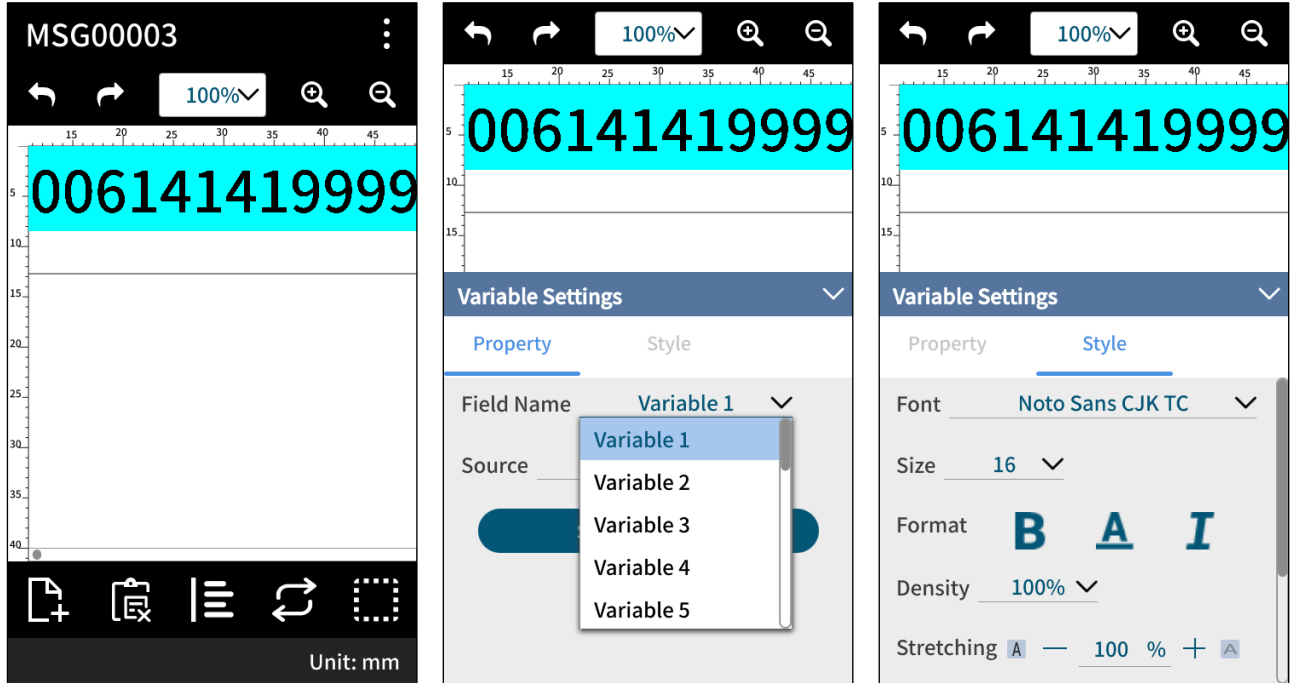 MSG00003
100%
15 20 25 30 35 40 45
006141419999
5
10
15
20
25
30
35
40
Unit: mm
100%
15 20 25 30 35 40 45
006141419999
5
10
15
Variable Settings
Property Style
Field Name Variable 1
Variable 1
Source
Variable 2
Variable 3
Variable 4
Variable 5
100%
15 20 25 30 35 40 45
006141419999
5
10
15
Variable Settings
Property Style
Font Noto Sans CJK TC
Size 16
Format B A I
Density 100%
Stretching A — 100 % + A